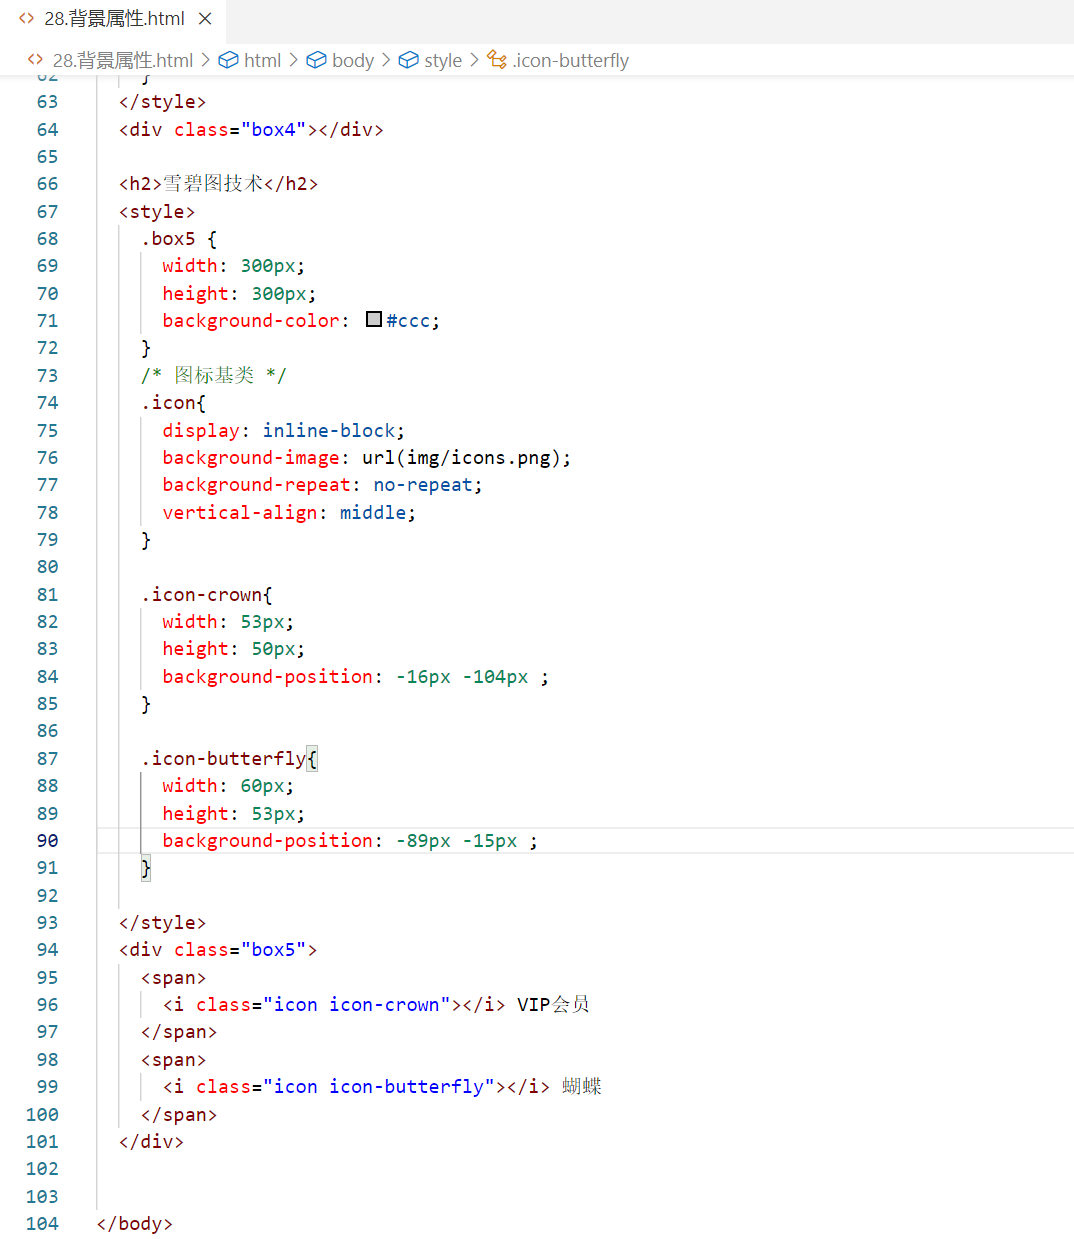 28.背景属性.html
28.背景属性.html > html > body > style > .icon-butterfly
62 }
63 </style>
64 <div class="box4"></div>
65
66 <h2>雪碧图技术</h2>
67 <style>
68 .box5 {
69 width: 300px;
70 height: 300px;
71 background-color: #ccc;
72 }
73 /* 图标基类 */
74 .icon{
75 display: inline-block;
76 background-image: url(img/icons.png);
77 background-repeat: no-repeat;
78 vertical-align: middle;
79 }
80
81 .icon-crown{
82 width: 53px;
83 height: 50px;
84 background-position: -16px -104px ;
85 }
86
87 .icon-butterfly{
88 width: 60px;
89 height: 53px;
90 background-position: -89px -15px ;
91 }
92
93 </style>
94 <div class="box5">
95 <span>
96 <i class="icon icon-crown"></i> VIP会员
97 </span>
98 <span>
99 <i class="icon icon-butterfly"></i> 蝴蝶
100 </span>
101 </div>
102
103
104 </body>